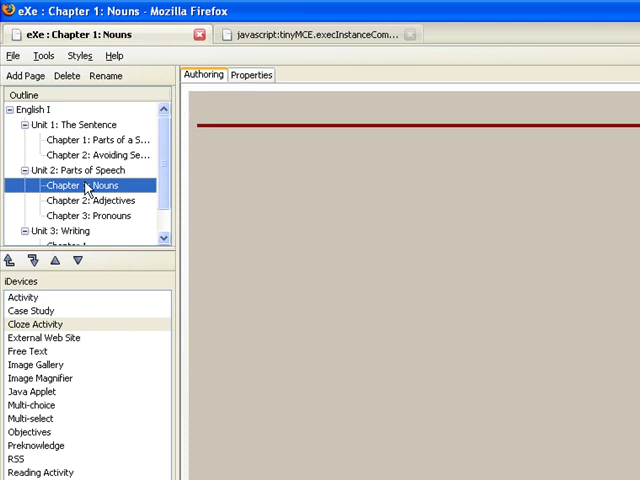 eXe : Chapter 1: Nouns - Mozilla Firefox
eXe : Chapter 1: Nouns
javascript:tinyMCE.execInstanceCom...
File Tools Styles Help
Add Page Delete Rename
Authoring Properties
Outline
English I
Unit 1: The Sentence
Chapter 1: Parts of a S...
Chapter 2: Avoiding Se...
Unit 2: Parts of Speech
Chapter 1: Nouns
Chapter 2: Adjectives
Chapter 3: Pronouns
Unit 3: Writing
iDevices
Activity
Case Study
Cloze Activity
External Web Site
Free Text
Image Gallery
Image Magnifier
Java Applet
Multi-choice
Multi-select
Objectives
Preknowledge
RSS
Reading Activity